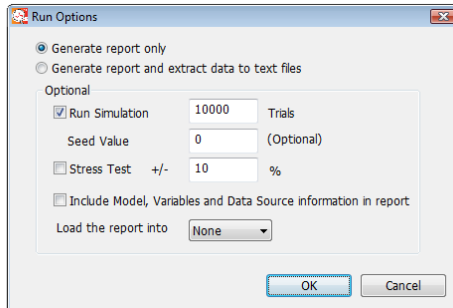 Run Options
Generate report only
Generate report and extract data to text files
Optional
Run Simulation 10000 Trials
Seed Value 0 (Optional)
Stress Test +/- 10 %
Include Model, Variables and Data Source information in report
Load the report into None
OK Cancel